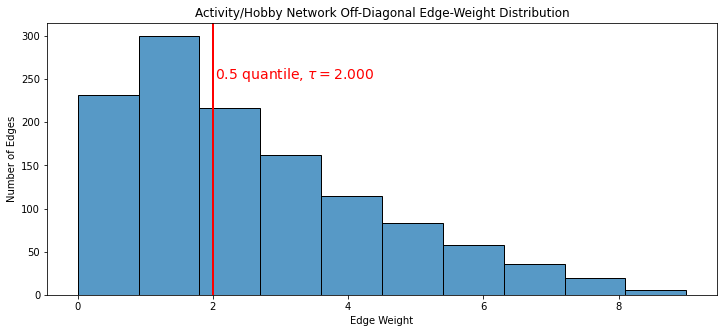 Activity/Hobby Network Off-Diagonal Edge-Weight Distribution
300
250
200
150
100
50
0
Number of Edges
0.5 quantile, τ = 2.000
0 2 4 6 8
Edge Weight